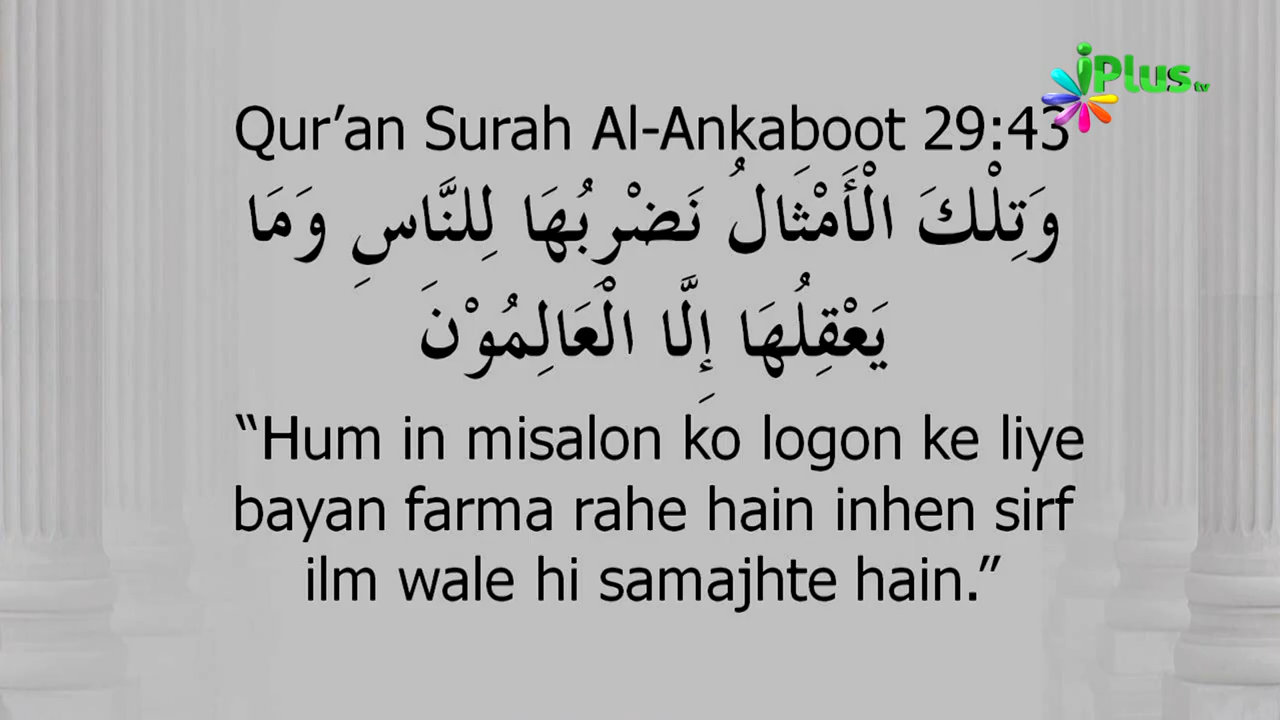 iPlus tv
Qur’an Surah Al-Ankaboot 29:43
وَتِلْكَ الْأَمْثَالُ نَضْرِبُهَا لِلنَّاسِ وَمَا
يَعْقِلُهَا إِلَّا الْعَالِمُوْنَ
“Hum in misalon ko logon ke liye
bayan farma rahe hain inhen sirf
ilm wale hi samajhte hain.”